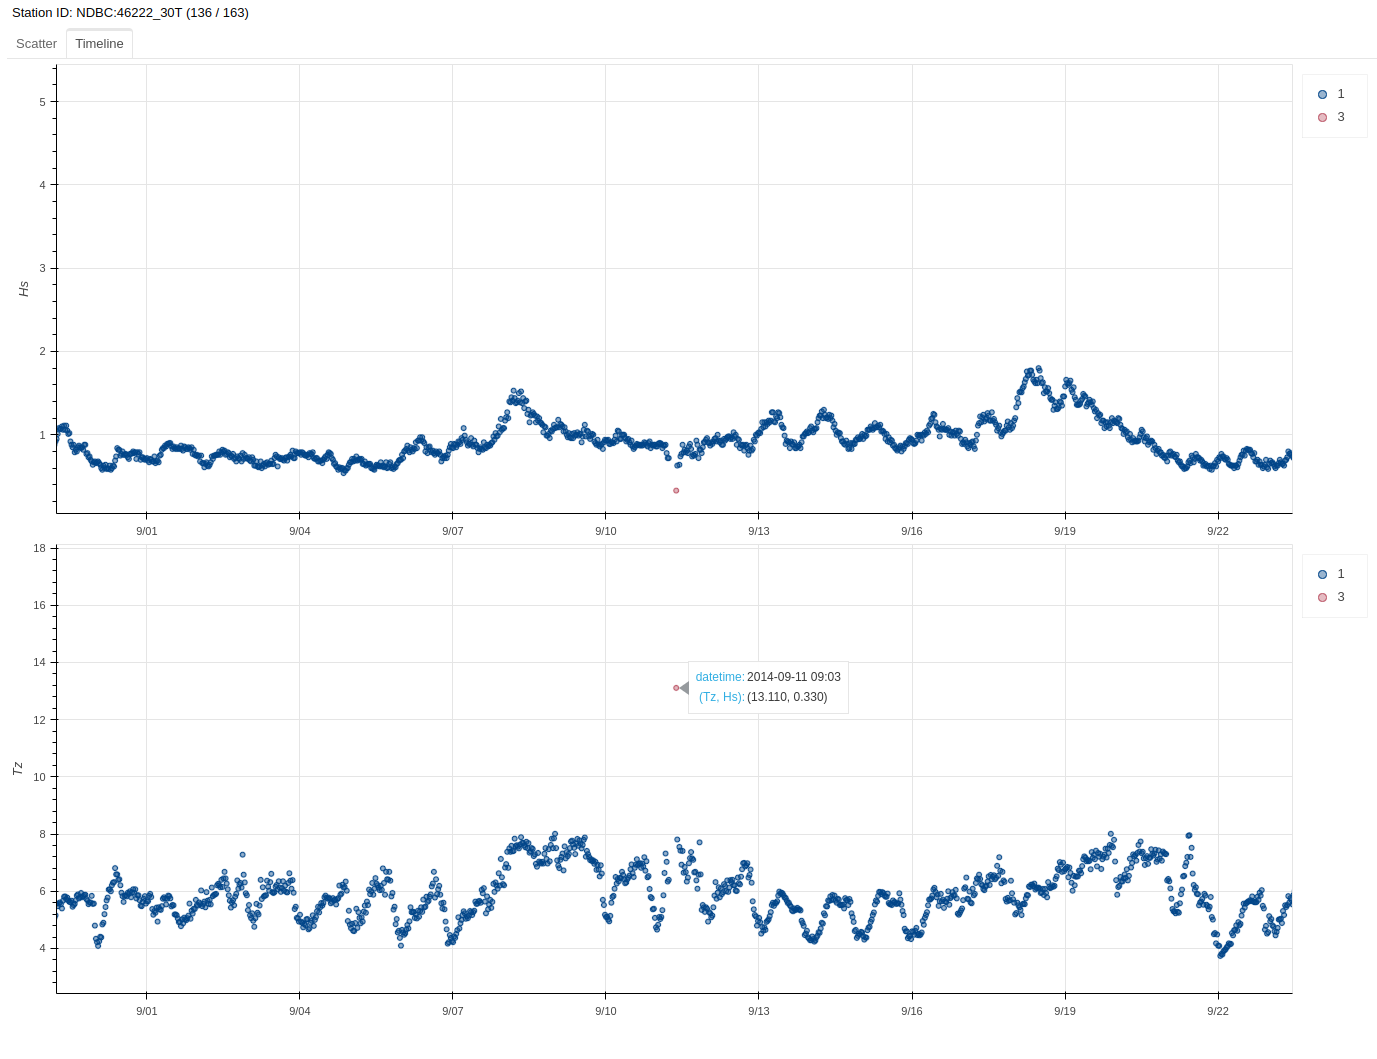 Station ID: NDBC:46222_30T (136 / 163)
Scatter Timeline
5
4
3
2
1
Hs
9/01 9/04 9/07 9/10 9/13 9/16 9/19 9/22
1
3
18
16
14
12
10
8
6
4
Tz
9/01 9/04 9/07 9/10 9/13 9/16 9/19 9/22
1
3
datetime: 2014-09-11 09:03
(Tz, Hs): (13.110, 0.330)